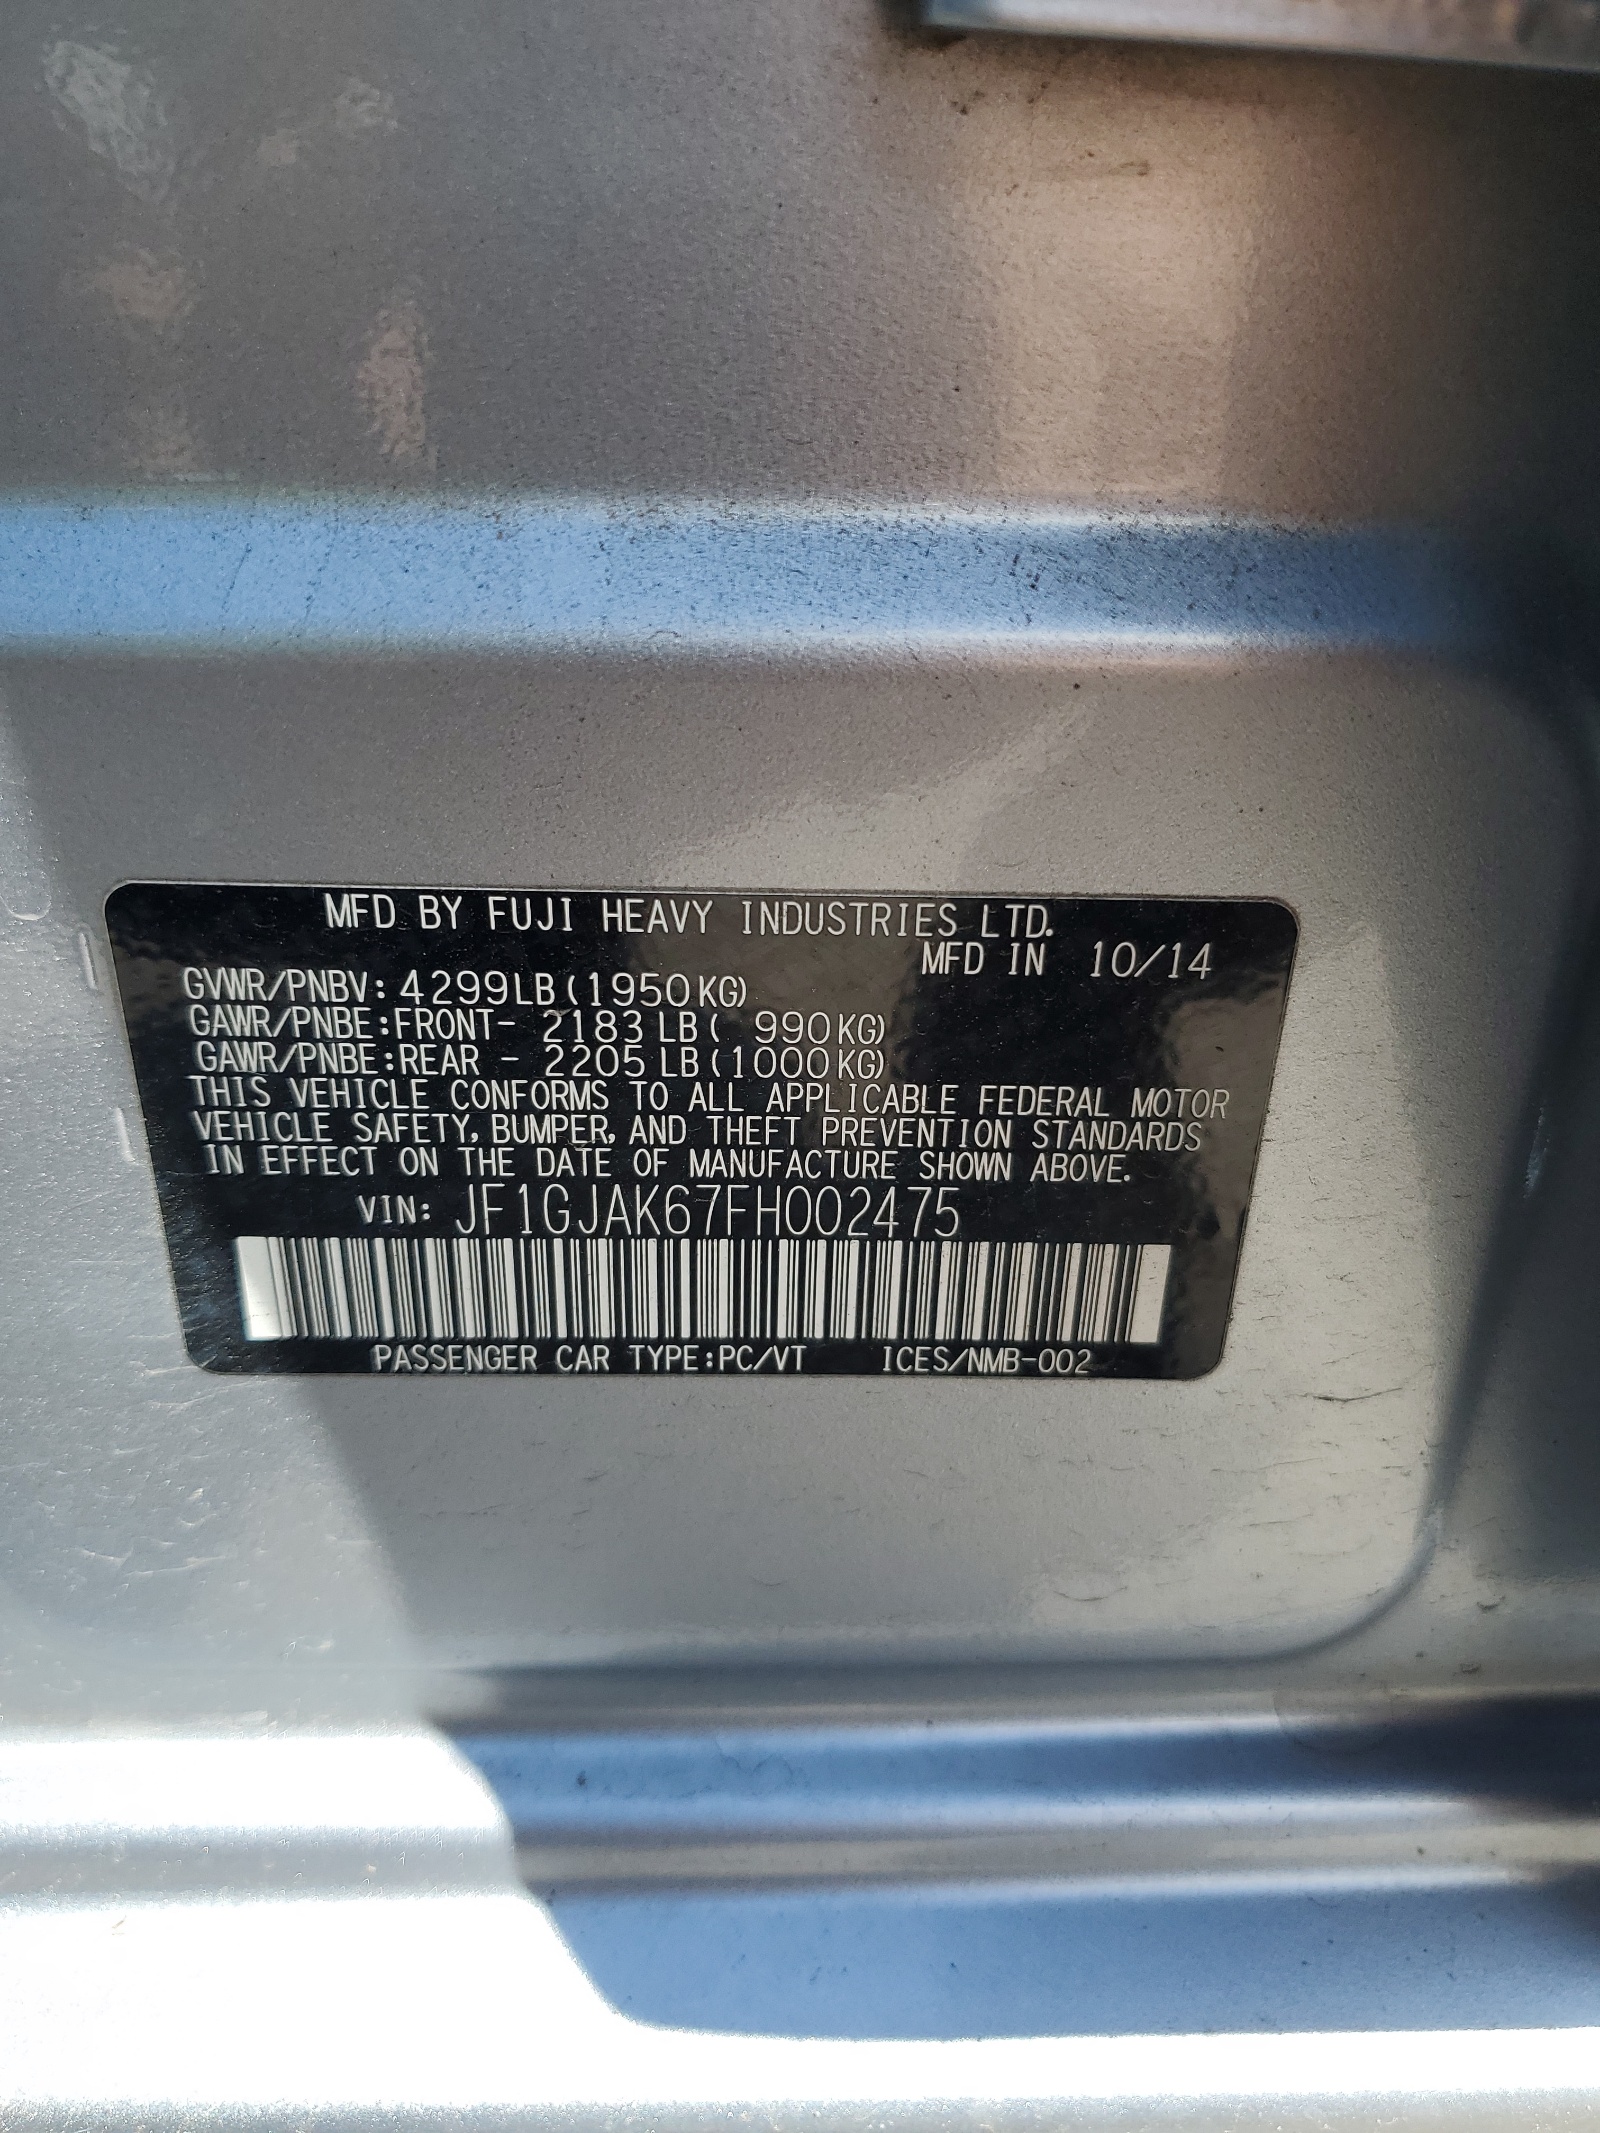 MFD BY FUJI HEAVY INDUSTRIES LTD.
MFD IN 10/14
GVWR/PNBV: 4299LB (1950KG)
GAWR/PNBE:FRONT- 2183 LB ( 990KG)
GAWR/PNBE:REAR - 2205 LB (1000KG)
THIS VEHICLE CONFORMS TO ALL APPLICABLE FEDERAL MOTOR
VEHICLE SAFETY, BUMPER, AND THEFT PREVENTION STANDARDS
IN EFFECT ON THE DATE OF MANUFACTURE SHOWN ABOVE.
VIN: JF1GJAK67FH002475
PASSENGER CAR TYPE:PC/VT ICES/NMB-002